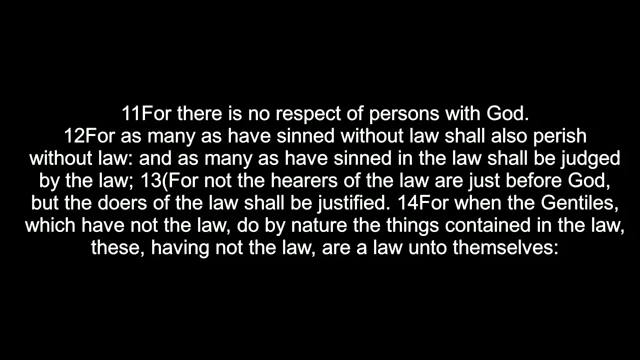 11For there is no respect of persons with God.
12For as many as have sinned without law shall also perish
without law: and as many as have sinned in the law shall be judged
by the law; 13(For not the hearers of the law are just before God,
but the doers of the law shall be justified. 14For when the Gentiles,
which have not the law, do by nature the things contained in the law,
these, having not the law, are a law unto themselves: